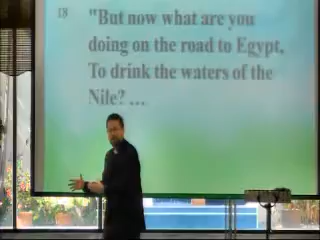 18 "But now what are you
doing on the road to Egypt,
To drink the waters of the
Nile? ...